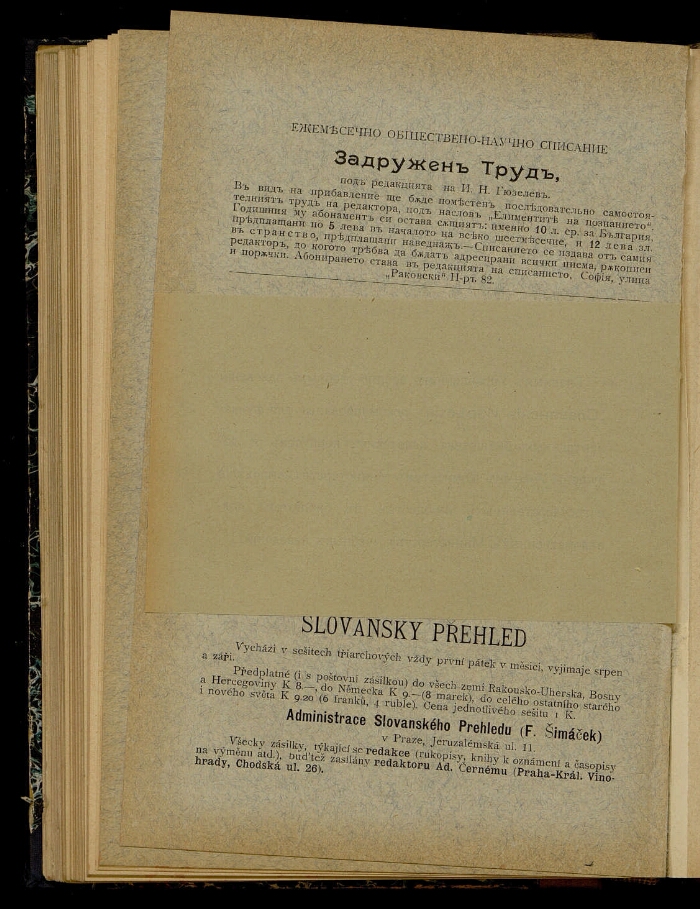 ЕЖЕМѢСЕЧНО ОБЩЕСТВЕНО-НАУЧНО СПИСАНИЕ
Задруженъ Трудъ,
подъ редакцията на И. Н. Гюзелевъ.
Въ видъ на прибавление ще бѫде помѣстенъ послѣдователно самостоя-
телниятъ трудъ на редактора, подъ насловъ „Елементитѣ на познанието“.
Годишния му абонаментъ си остава сѫщиятъ: именно 10 л. ср. за България,
прѣдплащани по 5 лева въ началото на всѣко шестмѣсечие, и 12 лева зл.
въ странство, прѣдплащани наведнажъ.—Списанието се издава отъ самия
редакторъ, до когото трѣбва да бѫдатъ адресирани всички писма, рѫкописи
и порѫчки. Абонирането става въ редакцията на списанието, София, улица
„Раковски“ Н-ръ 82.
SLOVANSKÝ PŘEHLED
Vychází v sešitech tříarchových vždy první pátek v měsíci, vyjímaje srpen
a září.
Předplatné (i s poštovní zásilkou) do všech zemí Rakousko-Uherska, Bosny
a Hercegoviny K 8.—, do Německa K 9.—(8 marek), do celého ostatního starého
i nového světa K 9.20 (6 franků, 4 ruble). Cena jednotlivého sešitu 1 K.
Administrace Slovanského Přehledu (F. Šimáček)
v Praze, Jeruzalémská ul. 11.
Všecky zásilky, týkající se redakce (rukopisy, knihy k oznámení a časopisy
na výměnu atd.), buďtež zasílány redaktoru Ad. Černému (Praha-Král. Vino-
hrady, Chodská ul. 26).